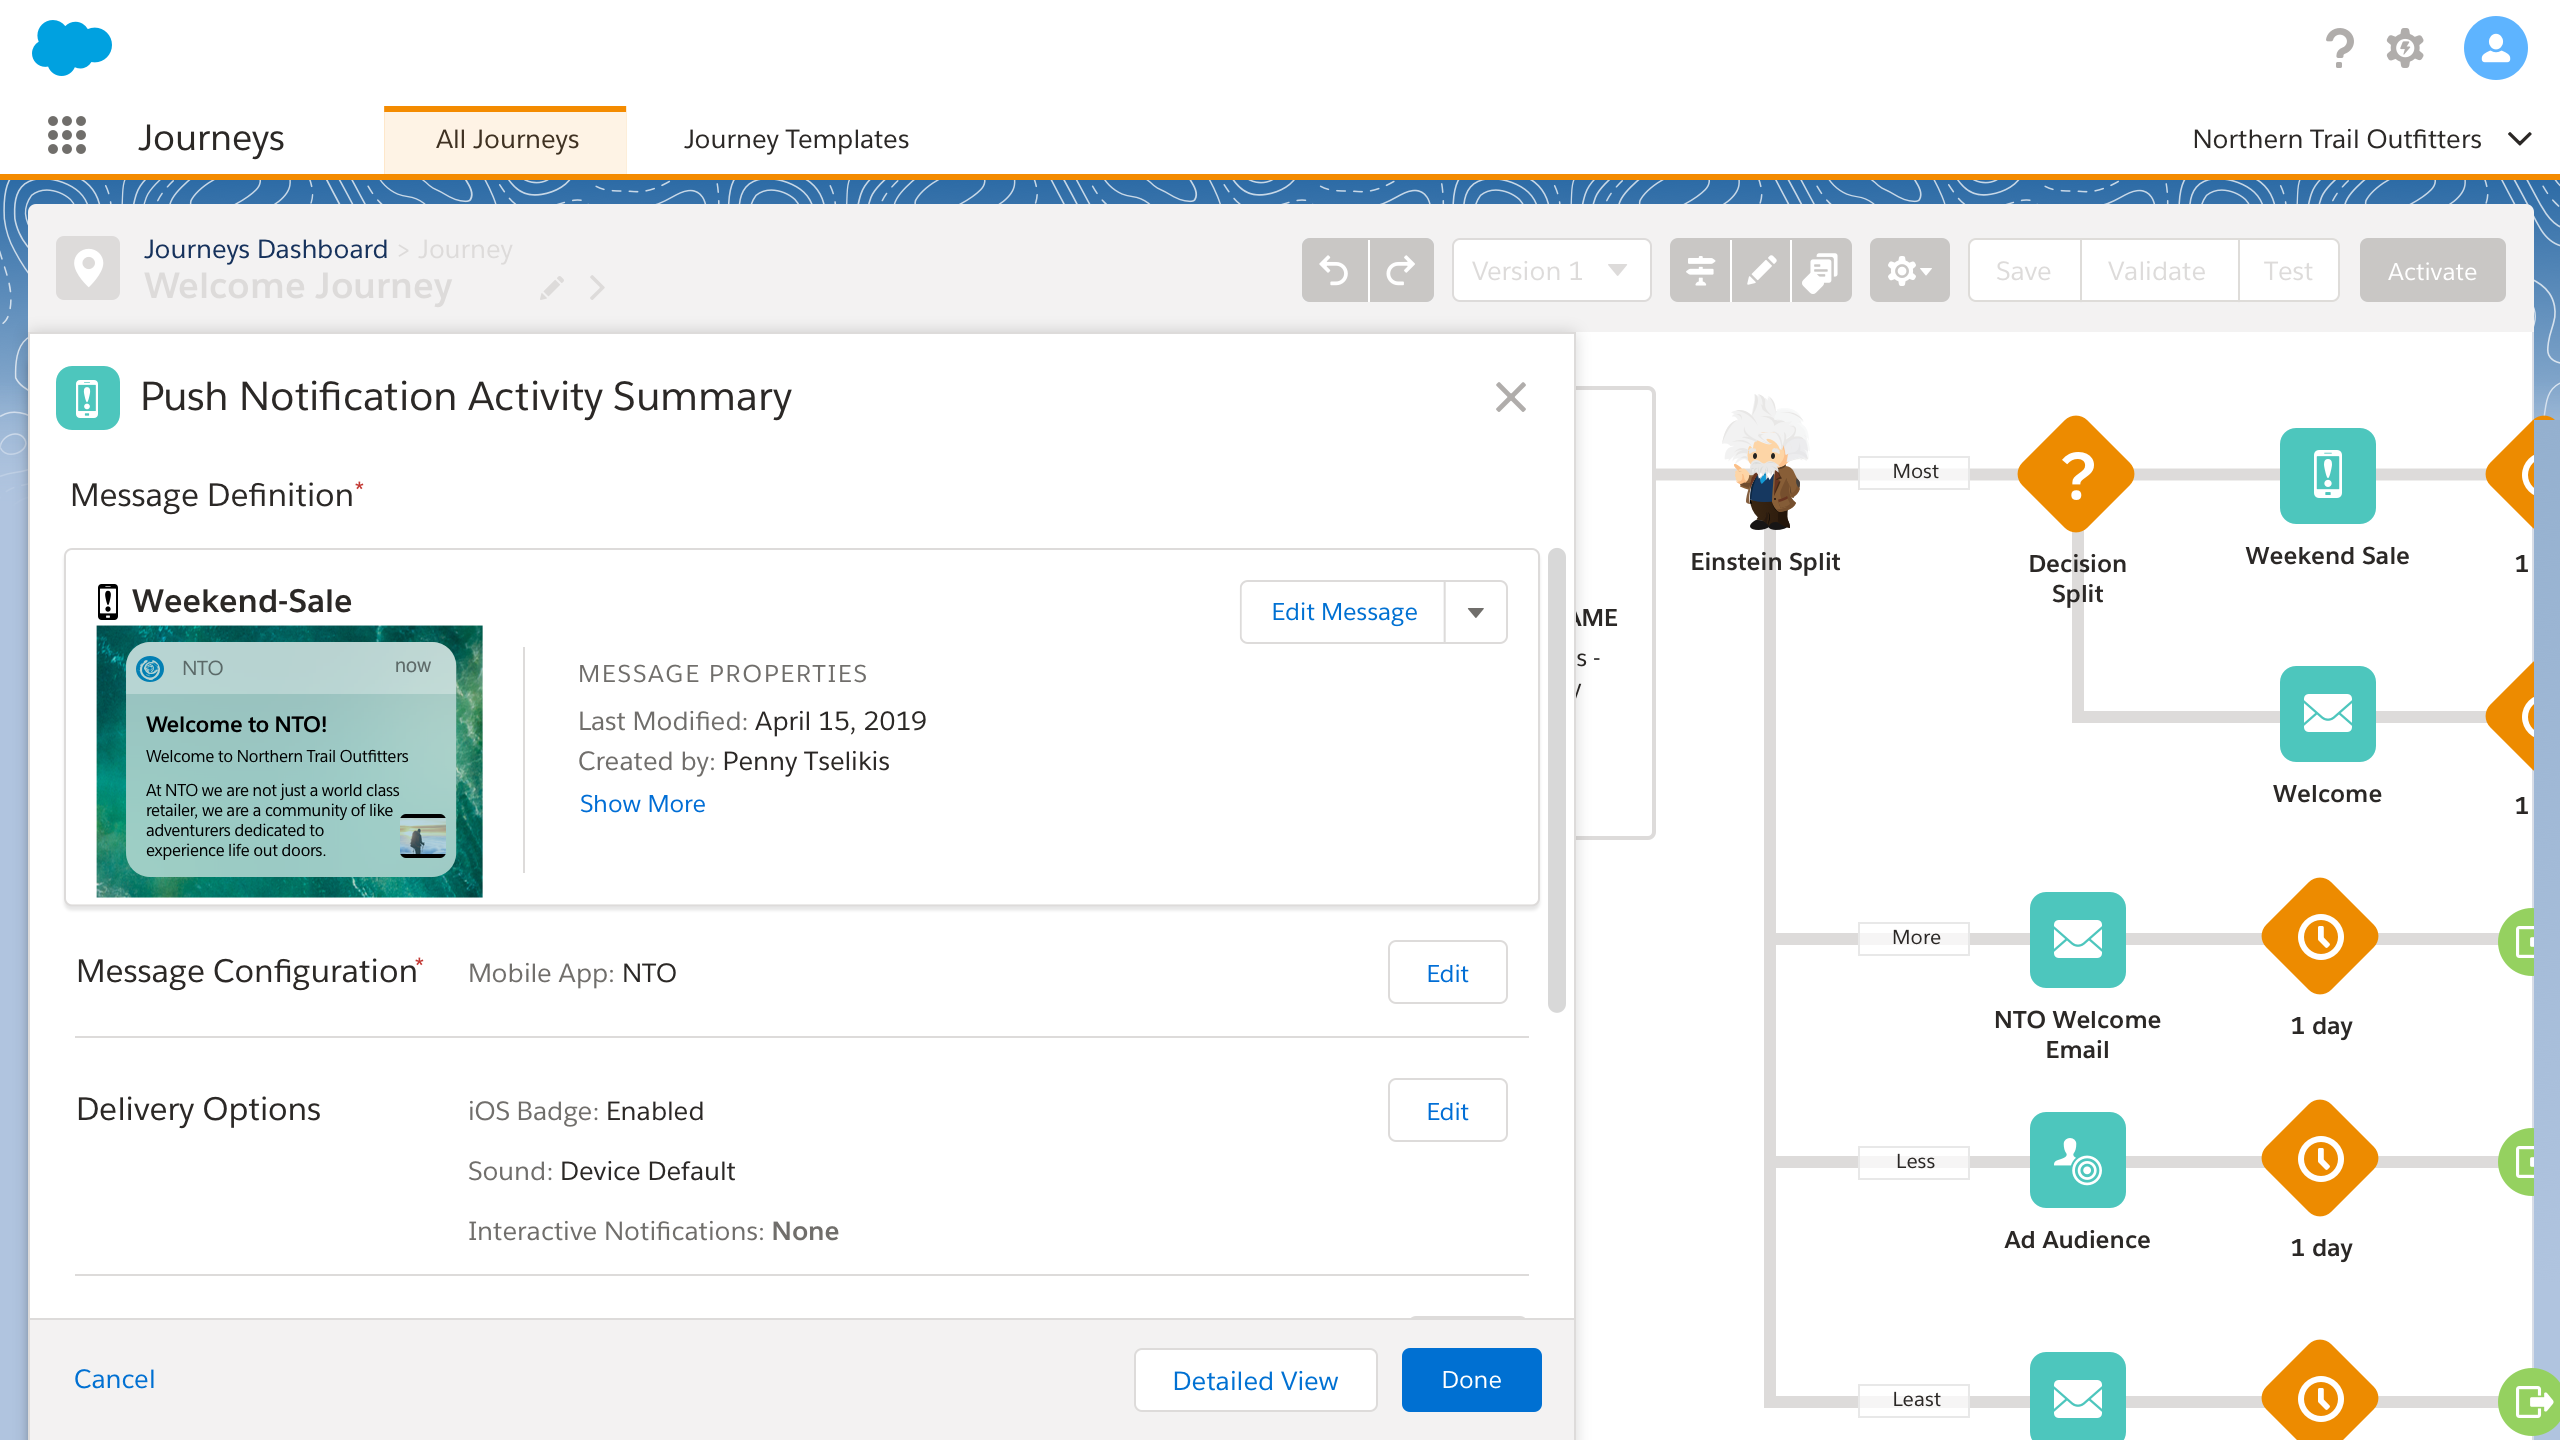 Journeys
All Journeys
Journey Templates
Northern Trail Outfitters
Journeys Dashboard > Journey
Welcome Journey
Version 1
Save
Validate
Test
Activate
Push Notification Activity Summary
Message Definition*
Weekend-Sale
Edit Message
NTO
now
Welcome to NTO!
Welcome to Northern Trail Outfitters
At NTO we are not just a world class
retailer, we are a community of like
adventurers dedicated to
experience life out doors.
MESSAGE PROPERTIES
Last Modified: April 15, 2019
Created by: Penny Tselikis
Show More
Message Configuration*
Mobile App: NTO
Edit
Delivery Options
iOS Badge: Enabled
Edit
Sound: Device Default
Interactive Notifications: None
Cancel
Detailed View
Done
Einstein Split
Most
?
Decision
Split
Weekend Sale
1
Welcome
1
More
NTO Welcome
Email
1 day
Less
Ad Audience
1 day
Least